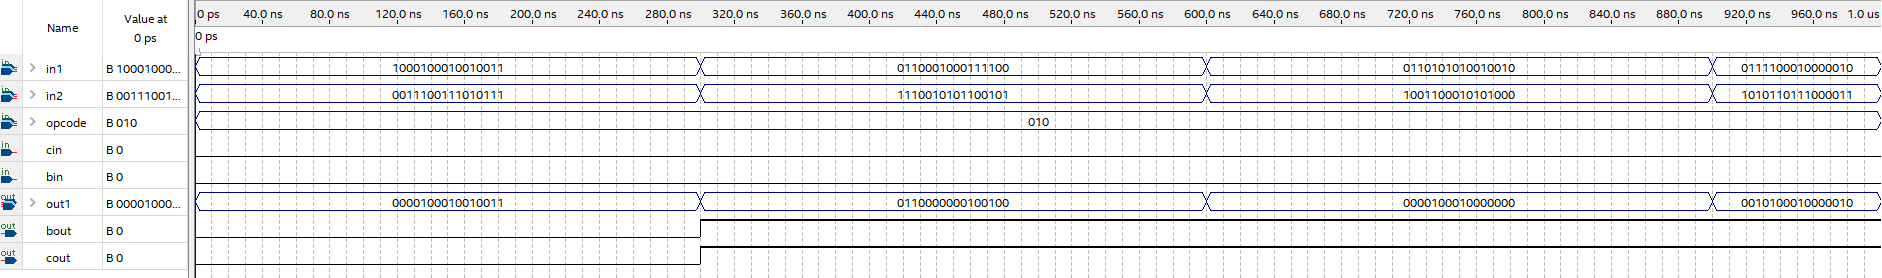 Name Value at 0 ps
0 ps 40.0 ns 80.0 ns 120.0 ns 160.0 ns 200.0 ns 240.0 ns 280.0 ns 320.0 ns 360.0 ns 400.0 ns 440.0 ns 480.0 ns 520.0 ns 560.0 ns 600.0 ns 640.0 ns 680.0 ns 720.0 ns 760.0 ns 800.0 ns 840.0 ns 880.0 ns 920.0 ns 960.0 ns 1.0 us
0 ps
in in1 B 10001000... 1000100010010011 0110001000111100 0110101010010010 0111100010000010
in in2 B 00111001... 0011100111010111 1110010101100101 1001100010101000 1010110111000011
in opcode B 010 010
in cin B 0
in bin B 0
out out1 B 00001000... 0000100010010011 0110000000100100 0000100010000000 0010100010000010
out bout B 0
out cout B 0